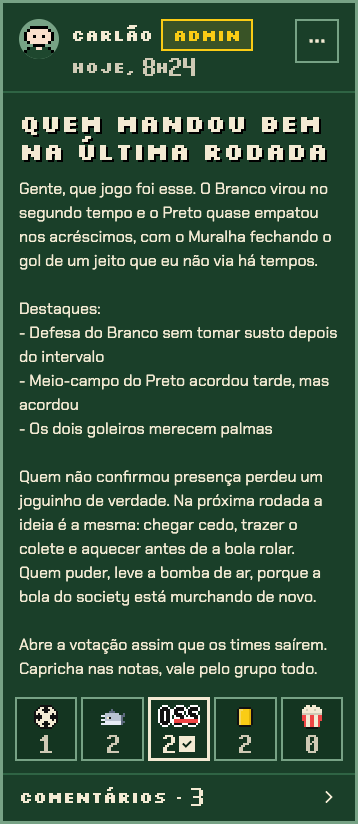 CARLÃO ADMIN
HOJE, 8H24
...
QUEM MANDOU BEM
NA ÚLTIMA RODADA
Gente, que jogo foi esse. O Branco virou no
segundo tempo e o Preto quase empatou
nos acréscimos, com o Muralha fechando o
gol de um jeito que eu não via há tempos.
Destaques:
- Defesa do Branco sem tomar susto depois
do intervalo
- Meio-campo do Preto acordou tarde, mas
acordou
- Os dois goleiros merecem palmas
Quem não confirmou presença perdeu um
joguinho de verdade. Na próxima rodada a
ideia é a mesma: chegar cedo, trazer o
colete e aquecer antes de a bola rolar.
Quem puder, leve a bomba de ar, porque a
bola do society está murchando de novo.
Abre a votação assim que os times saírem.
Capricha nas notas, vale pelo grupo todo.
OSS
1 2 2 2 0
COMENTÁRIOS · 3